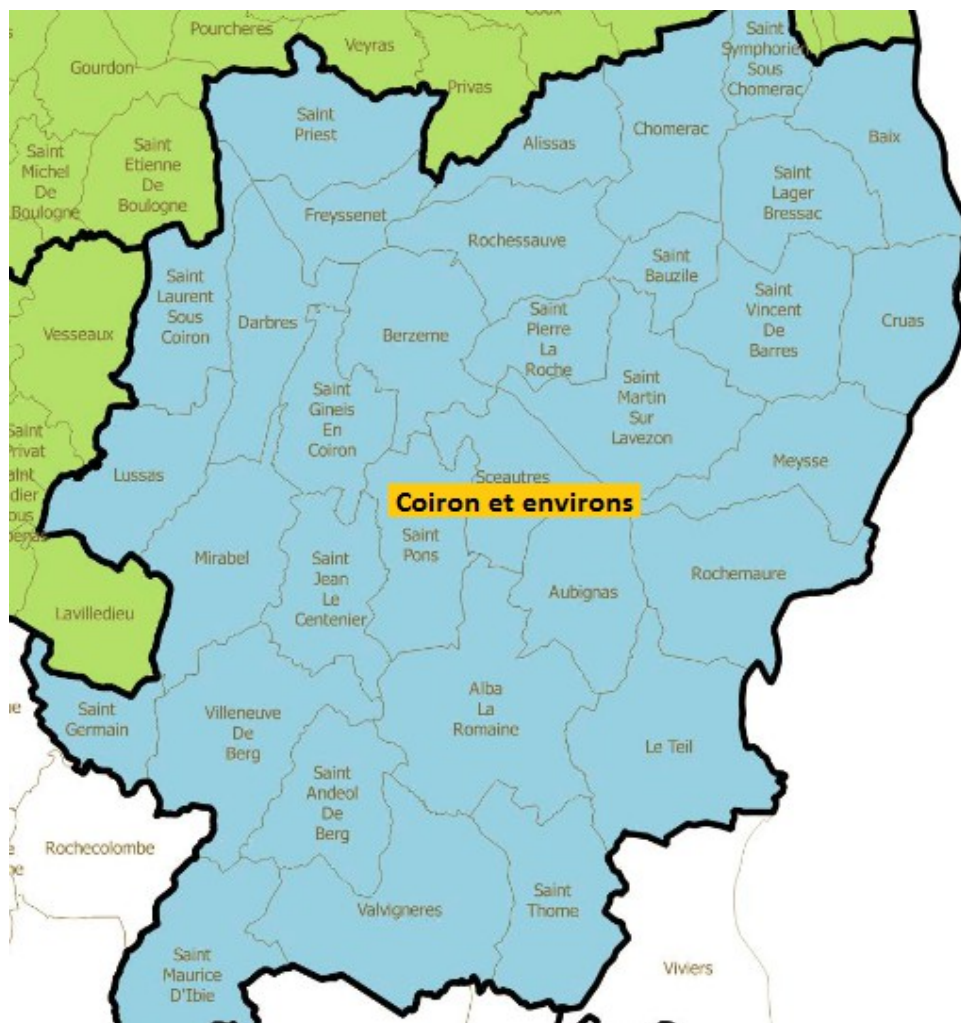 Pourcheres
Veyras
Gourdon
Privas
Saint
Symphorien
Sous
Chomerac
Saint
Priest
Alissas
Chomerac
Baix
Saint
Michel
De
Boulogne
Saint
Etienne
De
Boulogne
Saint
Lager
Bressac
Freyssenet
Rochessauve
Saint
Bauzile
Saint
Laurent
Sous
Coiron
Darbres
Berzeme
Saint
Pierre
La
Roche
Saint
Vincent
De
Barres
Cruas
Vesseaux
Saint
Gineis
En
Coiron
Saint
Martin
Sur
Lavezon
Saint
Privat
Lussas
Sceautres
Meysse
Coiron et environs
Saint
Pons
Mirabel
Saint
Jean
Le
Centenier
Aubignas
Rochemaure
Lavilledieu
Saint
Germain
Villeneuve
De
Berg
Alba
La
Romaine
Le Teil
Saint
Andeol
De
Berg
Rochecolombe
Valvigneres
Saint
Thome
Saint
Maurice
D'Ibie
Viviers